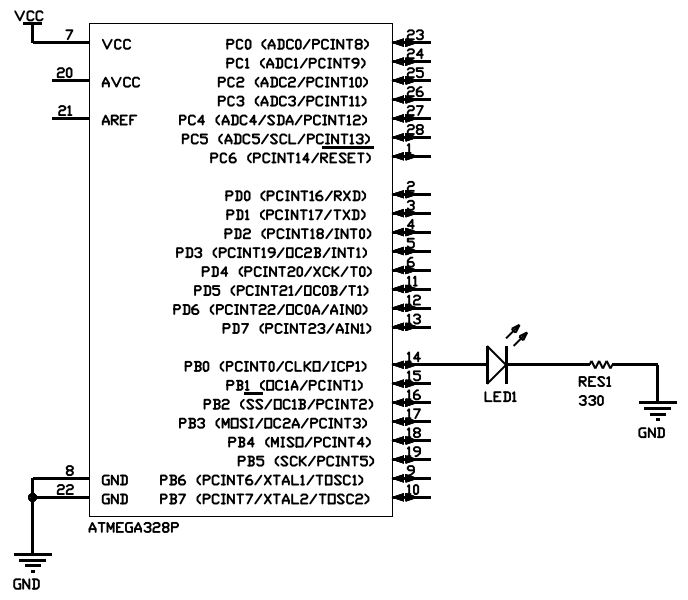 VCC
7 VCC PC0 (ADC0/PCINT8) 23
PC1 (ADC1/PCINT9) 24
20 AVCC PC2 (ADC2/PCINT10) 25
PC3 (ADC3/PCINT11) 26
21 AREF PC4 (ADC4/SDA/PCINT12) 27
PC5 (ADC5/SCL/PCINT13) 28
PC6 (PCINT14/RESET) 1
PD0 (PCINT16/RXD) 2
PD1 (PCINT17/TXD) 3
PD2 (PCINT18/INT0) 4
PD3 (PCINT19/OC2B/INT1) 5
PD4 (PCINT20/XCK/T0) 6
PD5 (PCINT21/OC0B/T1) 11
PD6 (PCINT22/OC0A/AIN0) 12
PD7 (PCINT23/AIN1) 13
PB0 (PCINT0/CLKO/ICP1) 14
PB1 (OC1A/PCINT1) 15
PB2 (SS/OC1B/PCINT2) 16
PB3 (MOSI/OC2A/PCINT3) 17
PB4 (MISO/PCINT4) 18
PB5 (SCK/PCINT5) 19
8 GND PB6 (PCINT6/XTAL1/TOSC1) 9
22 GND PB7 (PCINT7/XTAL2/TOSC2) 10
ATMEGA328P
GND
LED1
RES1
330
GND